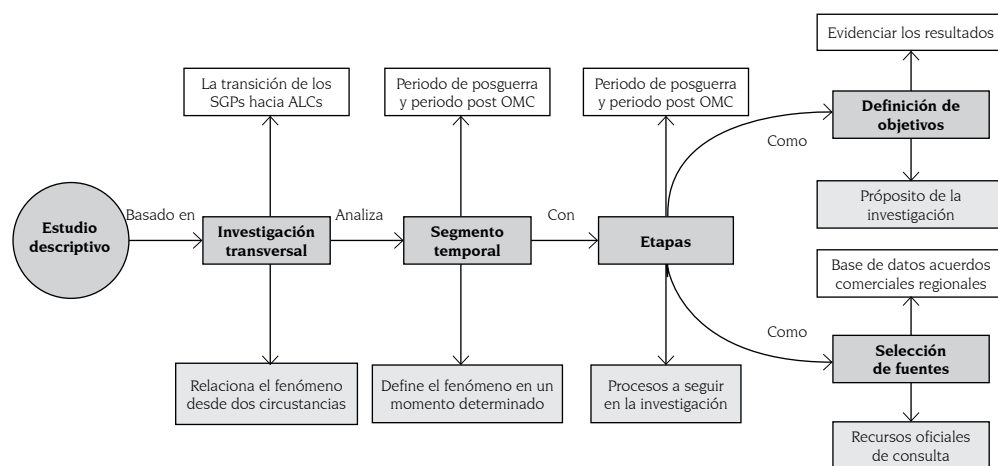 Evidenciar los resultados
La transición de los
SGPs hacia ALCs
Periodo de posguerra
y periodo post OMC
Periodo de posguerra
y periodo post OMC
Definición de
objetivos
Como
Próposito de la
investigación
Estudio
descriptivo
Basado en
Investigación
transversal
Analiza
Segmento
temporal
Con
Etapas
Base de datos acuerdos
comerciales regionales
Como
Selección
de fuentes
Relaciona el fenómeno
desde dos circustancias
Define el fenómeno en un
momento determinado
Procesos a seguir
en la investigación
Recursos oficiales
de consulta